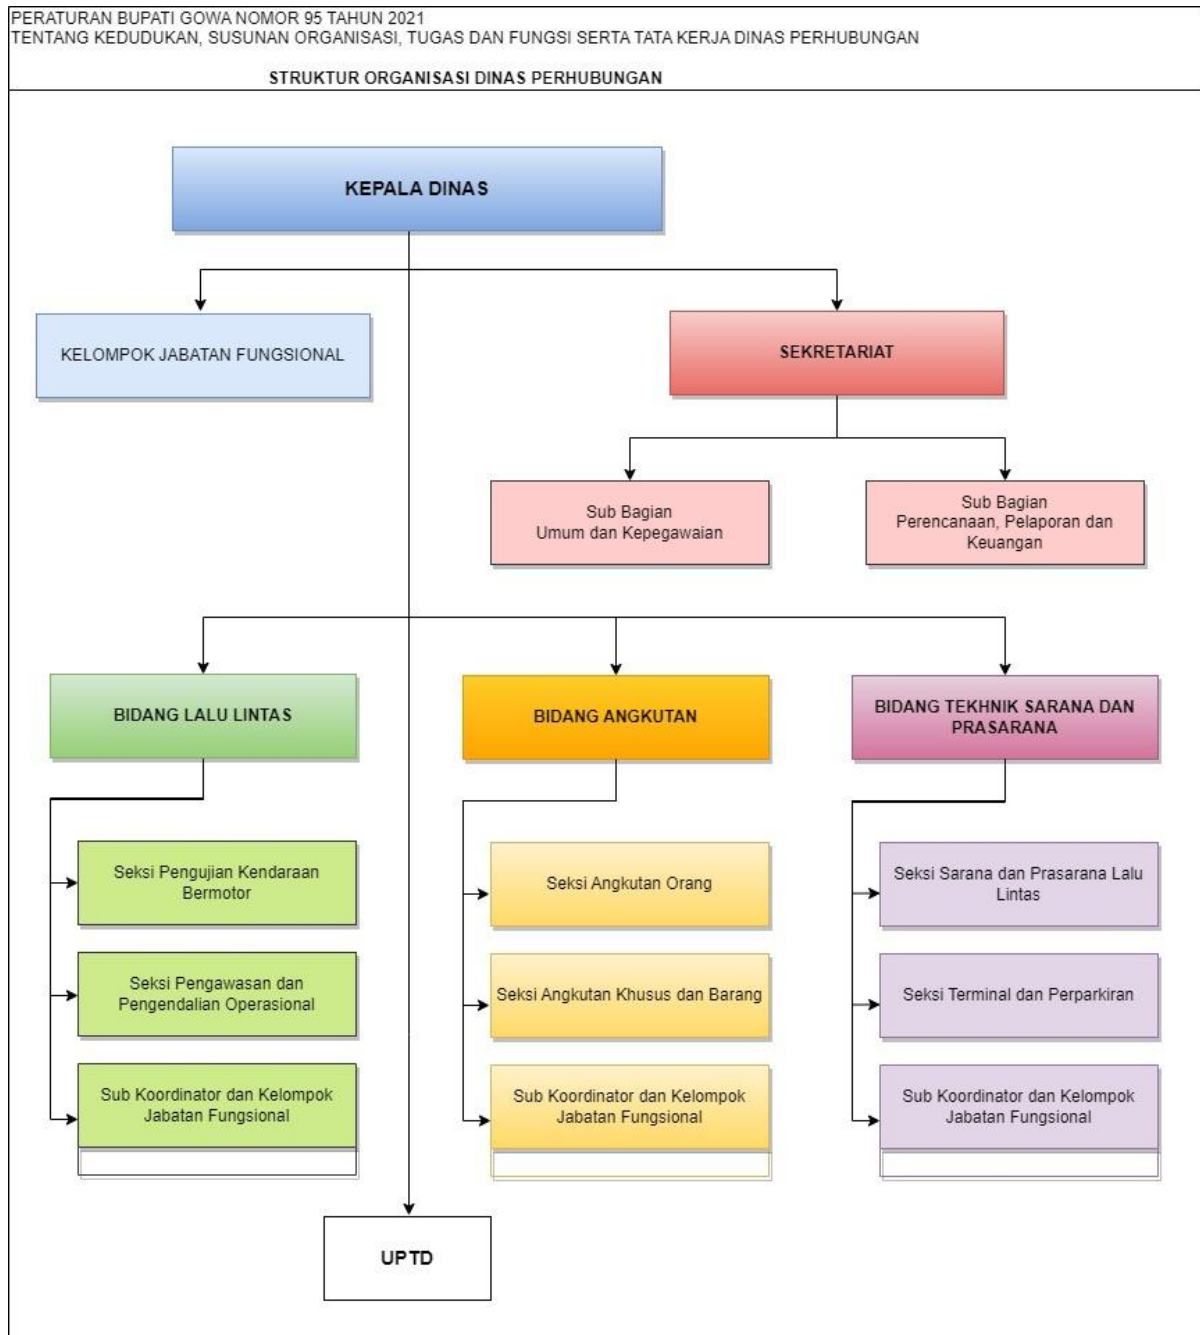 PERATURAN BUPATI GOWA NOMOR 95 TAHUN 2021
TENTANG KEDUDUKAN, SUSUNAN ORGANISASI, TUGAS DAN FUNGSI SERTA TATA KERJA DINAS PERHUBUNGAN
STRUKTUR ORGANISASI DINAS PERHUBUNGAN
KEPALA DINAS
KELOMPOK JABATAN FUNGSIONAL
SEKRETARIAT
Sub Bagian
Umum dan Kepegawaian
Sub Bagian
Perencanaan, Pelaporan dan
Keuangan
BIDANG LALU LINTAS
BIDANG ANGKUTAN
BIDANG TEKHNIK SARANA DAN
PRASARANA
Seksi Pengujian Kendaraan
Bermotor
Seksi Angkutan Orang
Seksi Sarana dan Prasarana Lalu
Lintas
Seksi Pengawasan dan
Pengendalian Operasional
Seksi Angkutan Khusus dan Barang
Seksi Terminal dan Perparkiran
Sub Koordinator dan Kelompok
Jabatan Fungsional
Sub Koordinator dan Kelompok
Jabatan Fungsional
Sub Koordinator dan Kelompok
Jabatan Fungsional
UPTD